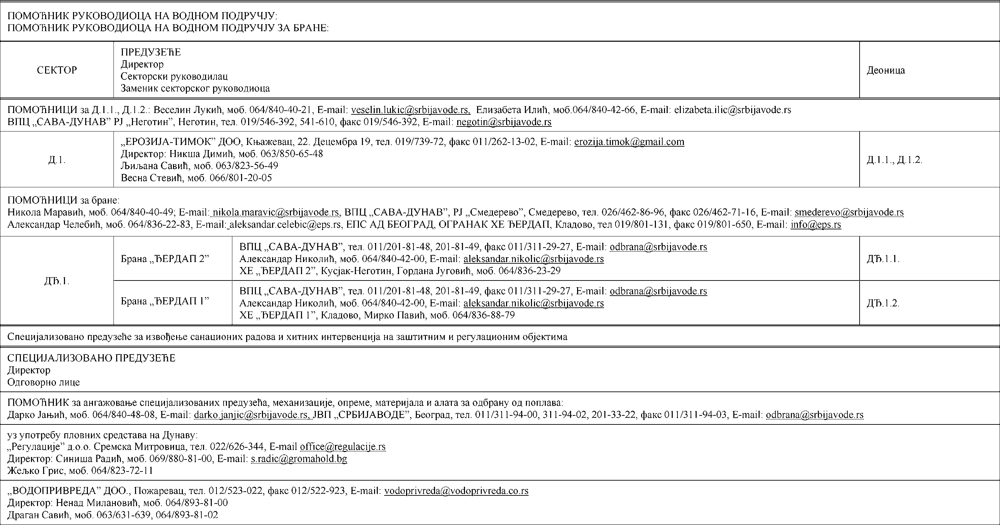 ПОМОЋНИК РУКОВОДИОЦА НА ВОДНОМ ПОДРУЧЈУ:
ПОМОЋНИК РУКОВОДИОЦА НА ВОДНОМ ПОДРУЧЈУ ЗА БРАНЕ:
СЕКТОР
ПРЕДУЗЕЋЕ
Директор
Секторски руководилац
Заменик секторског руководиоца
Деоница
ПОМОЋНИЦИ за Д.1.1., Д.1.2.: Веселин Лукић, моб. 064/840-40-21, E-mail: veselin.lukic@srbijavode.rs, Елизабета Илић, моб.064/840-42-66, E-mail: elizabeta.ilic@srbijavode.rs
ВПЦ „САВА-ДУНАВ” РЈ „Неготин”, Неготин, тел. 019/546-392, 541-610, факс 019/546-392, E-mail: negotin@srbijavode.rs
Д.1.
„ЕРОЗИЈА-ТИМОК” ДОО, Књажевац, 22. Децембра 19, тел. 019/739-72, факс 011/262-13-02, E-mail: erozija.timok@gmail.com
Директор: Никша Димић, моб. 063/850-65-48
Љиљана Савић, моб. 063/823-56-49
Весна Стевић, моб. 066/801-20-05
Д.1.1., Д.1.2.
ПОМОЋНИЦИ за бране:
Никола Маравић, моб. 064/840-40-49; E-mail: nikola.maravic@srbijavode.rs, ВПЦ „САВА-ДУНАВ”, РЈ „Смедерево”, Смедерево, тел. 026/462-86-96, факс 026/462-71-16, E-mail: smederevo@srbijavode.rs
Александар Челебић, моб. 064/836-22-83, E-mail: aleksandar.celebic@eps.rs, ЕПС АД БЕОГРАД, ОГРАНАК ХЕ ЂЕРДАП, Кладово, тел 019/801-131, факс 019/801-650, E-mail: info@eps.rs
ДЂ.1.
Брана „ЂЕРДАП 2”
ВПЦ „САВА-ДУНАВ”, тел. 011/201-81-48, 201-81-49, факс 011/311-29-27, E-mail: odbrana@srbijavode.rs
Александар Николић, моб. 064/840-42-00, E-mail: aleksandar.nikolic@srbijavode.rs
ХЕ „ЂЕРДАП 2”, Кусјак-Неготин, Гордана Југовић, моб. 064/836-23-29
ДЂ.1.1.
Брана „ЂЕРДАП 1”
ВПЦ „САВА-ДУНАВ”, тел. 011/201-81-48, 201-81-49, факс 011/311-29-27, E-mail: odbrana@srbijavode.rs
Александар Николић, моб. 064/840-42-00, E-mail: aleksandar.nikolic@srbijavode.rs
ХЕ „ЂЕРДАП 1”, Кладово, Мирко Павић, моб. 064/836-88-79
ДЂ.1.2.
Специјализовано предузеће за извођење санационих радова и хитних интервенција на заштитним и регулационим објектима
СПЕЦИЈАЛИЗОВАНО ПРЕДУЗЕЋЕ
Директор
Одговорно лице
ПОМОЋНИК за ангажовање специјализованих предузећа, механизације, опреме, материјала и алата за одбрану од поплава:
Дарко Јањић, моб. 064/840-48-08, E-mail: darko.janjic@srbijavode.rs, ЈВП „СРБИЈАВОДЕ”, Београд, тел. 011/311-94-00, 311-94-02, 201-33-22, факс 011/311-94-03, E-mail: odbrana@srbijavode.rs
уз употребу пловних средстава на Дунаву:
„Регулације” д.о.о. Сремска Митровица, тел. 022/626-344, E-mail office@regulacije.rs
Директор: Синиша Радић, моб. 069/880-81-00, E-mail: s.radic@gromahold.bg
Жељко Грис, моб. 064/823-72-11
„ВОДОПРИВРЕДА” ДОО., Пожаревац, тел. 012/523-022, факс 012/522-923, E-mail: vodoprivreda@vodoprivreda.co.rs
Директор: Ненад Милановић, моб. 064/893-81-00
Драган Савић, моб. 063/631-639, 064/893-81-02